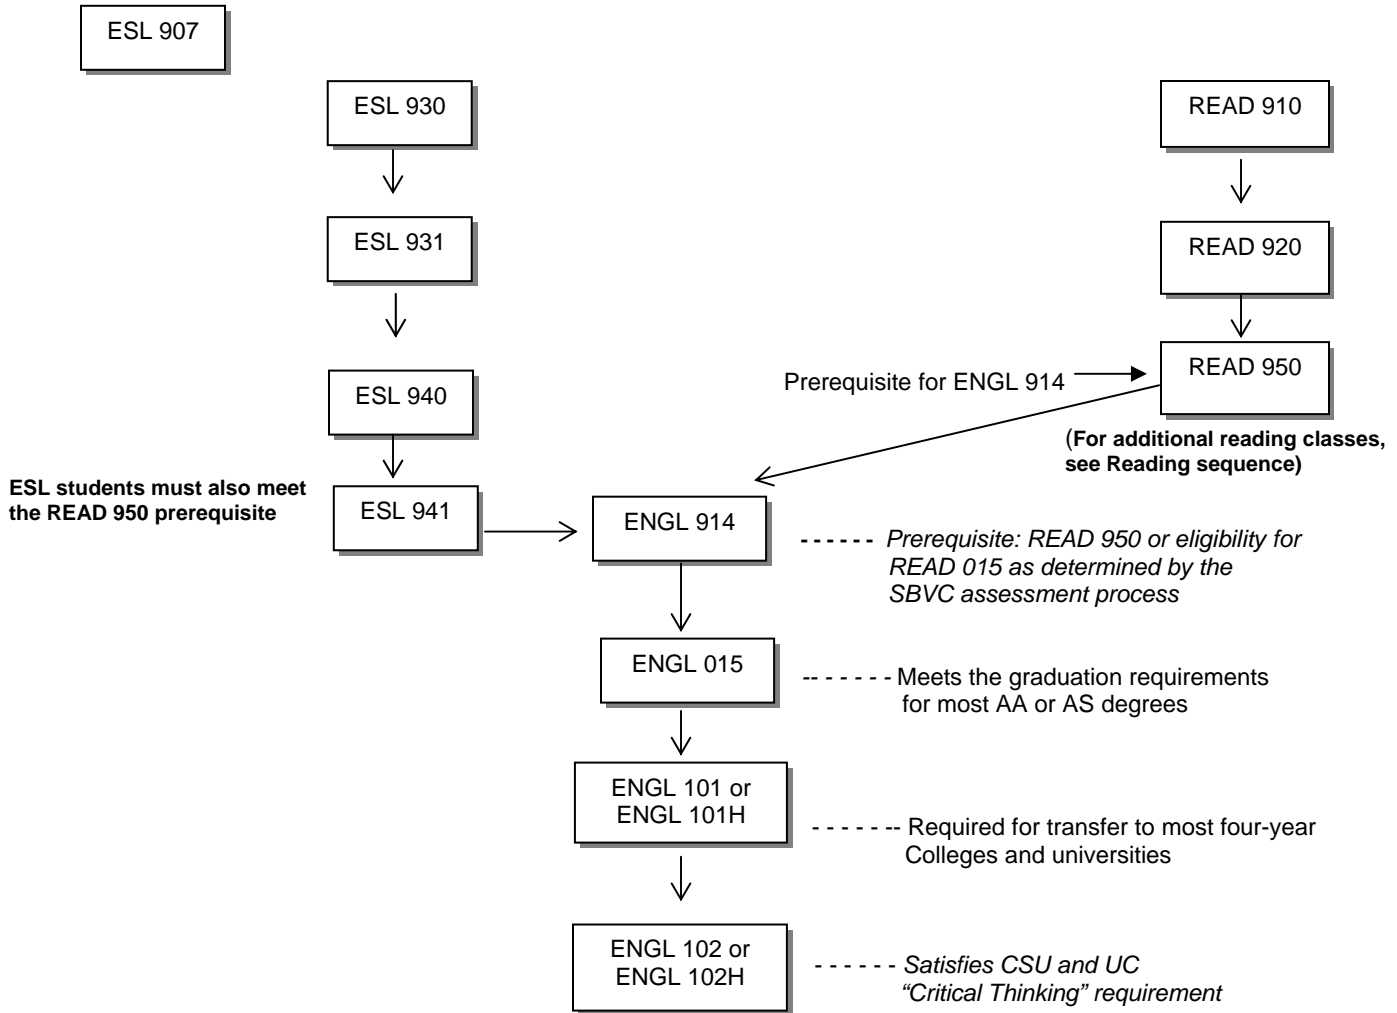 ESL 907
ESL 930
READ 910
ESL 931
READ 920
READ 950
Prerequisite for ENGL 914
ESL 940
(For additional reading classes,
see Reading sequence)
ESL students must also meet
the READ 950 prerequisite
ESL 941
ENGL 914
Prerequisite: READ 950 or eligibility for
READ 015 as determined by the
SBVC assessment process
ENGL 015
Meets the graduation requirements
for most AA or AS degrees
ENGL 101 or
ENGL 101H
Required for transfer to most four-year
Colleges and universities
ENGL 102 or
ENGL 102H
Satisfies CSU and UC
“Critical Thinking” requirement